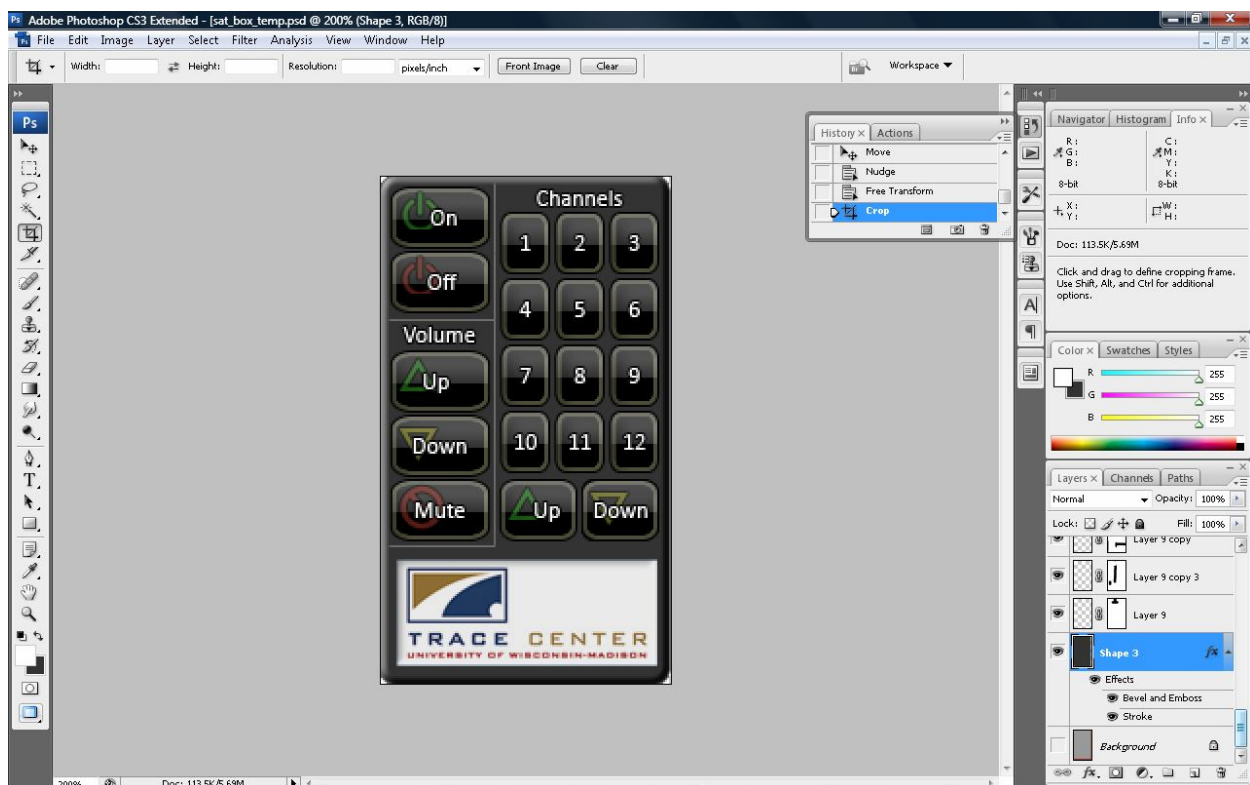 Ps Adobe Photoshop CS3 Extended - [sat_box_temp.psd @ 200% (Shape 3, RGB/8)]
File Edit Image Layer Select Filter Analysis View Window Help
Width: Height: Resolution: pixels/inch Front Image Clear Workspace
Ps
History × Actions
Move
Nudge
Free Transform
Crop
On
Off
Volume
Up
Down
Mute
Channels
1 2 3
4 5 6
7 8 9
10 11 12
Up Down
TRACE CENTER
UNIVERSITY OF WISCONSIN-MADISON
Navigator Histogram Info ×
R: C:
G: M:
B: Y:
K:
8-bit 8-bit
X: W:
Y: H:
Doc: 113.5K/5.69M
Click and drag to define cropping frame.
Use Shift, Alt, and Ctrl for additional
options.
Color × Swatches Styles
R 255
G 255
B 255
Layers × Channels Paths
Normal Opacity: 100%
Lock: Fill: 100%
Layer 9 copy
Layer 9 copy 3
Layer 9
Shape 3 fx
Effects
Bevel and Emboss
Stroke
Background
200% Doc: 113.5K/5.69M